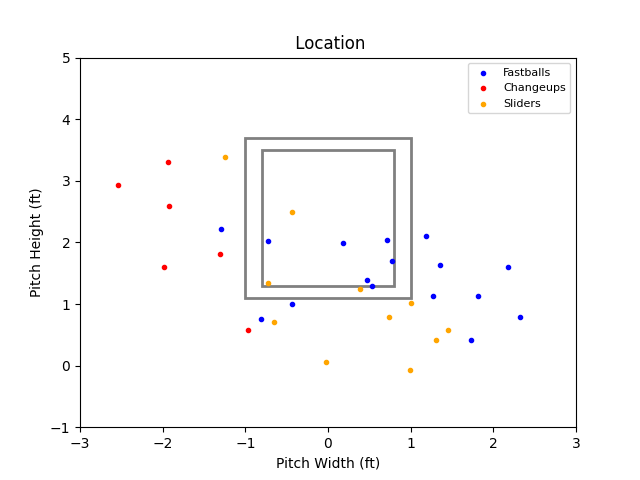 Location
Fastballs
Changeups
Sliders
5
4
3
2
1
0
−1
Pitch Height (ft)
−3
−2
−1
0
1
2
3
Pitch Width (ft)